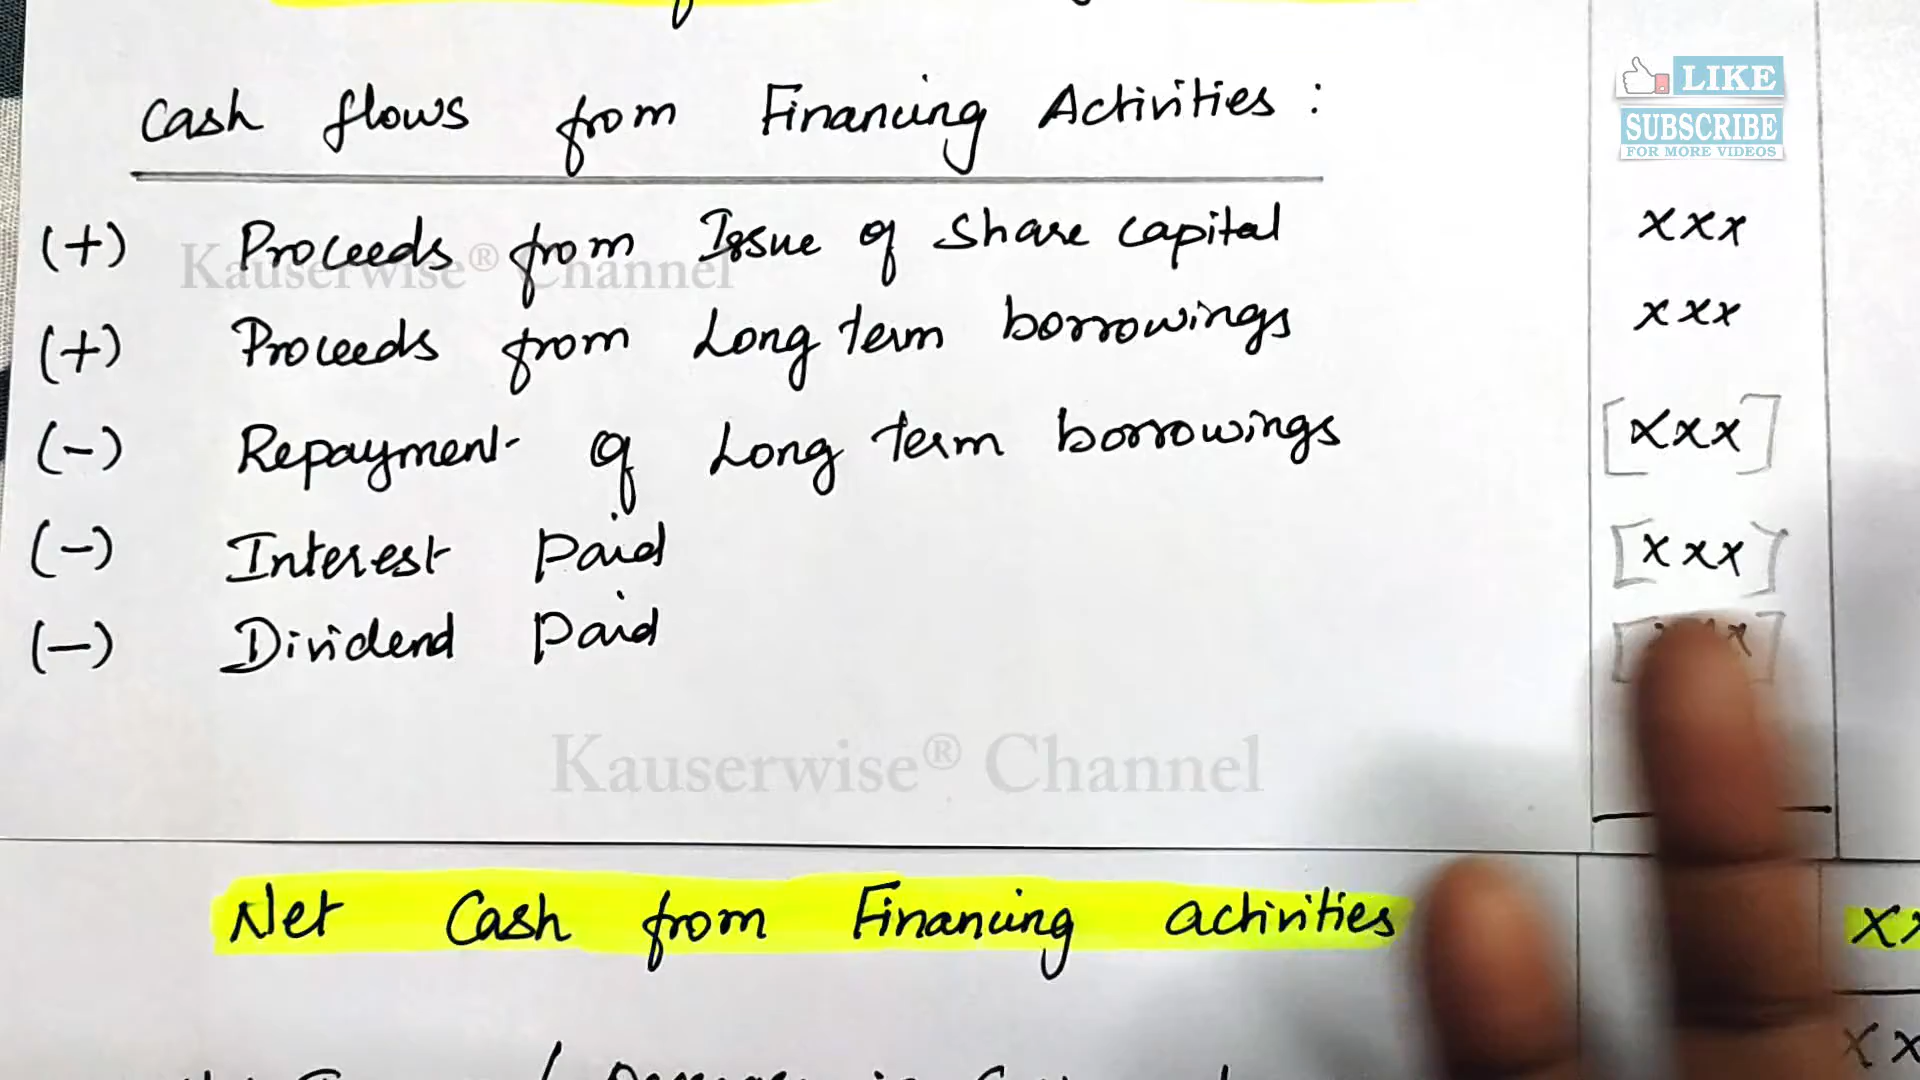 LIKE
SUBSCRIBE
FOR MORE VIDEOS
Cash flows from Financing Activities :
(+) Proceeds from Issue of Share capital xxx
Kauserwise® Channel
(+) Proceeds from Long term borrowings xxx
(-) Repayment of Long term borrowings [xxx]
(-) Interest paid [xxx]
(-) Dividend paid
Kauserwise® Channel
Net Cash from Financing activities